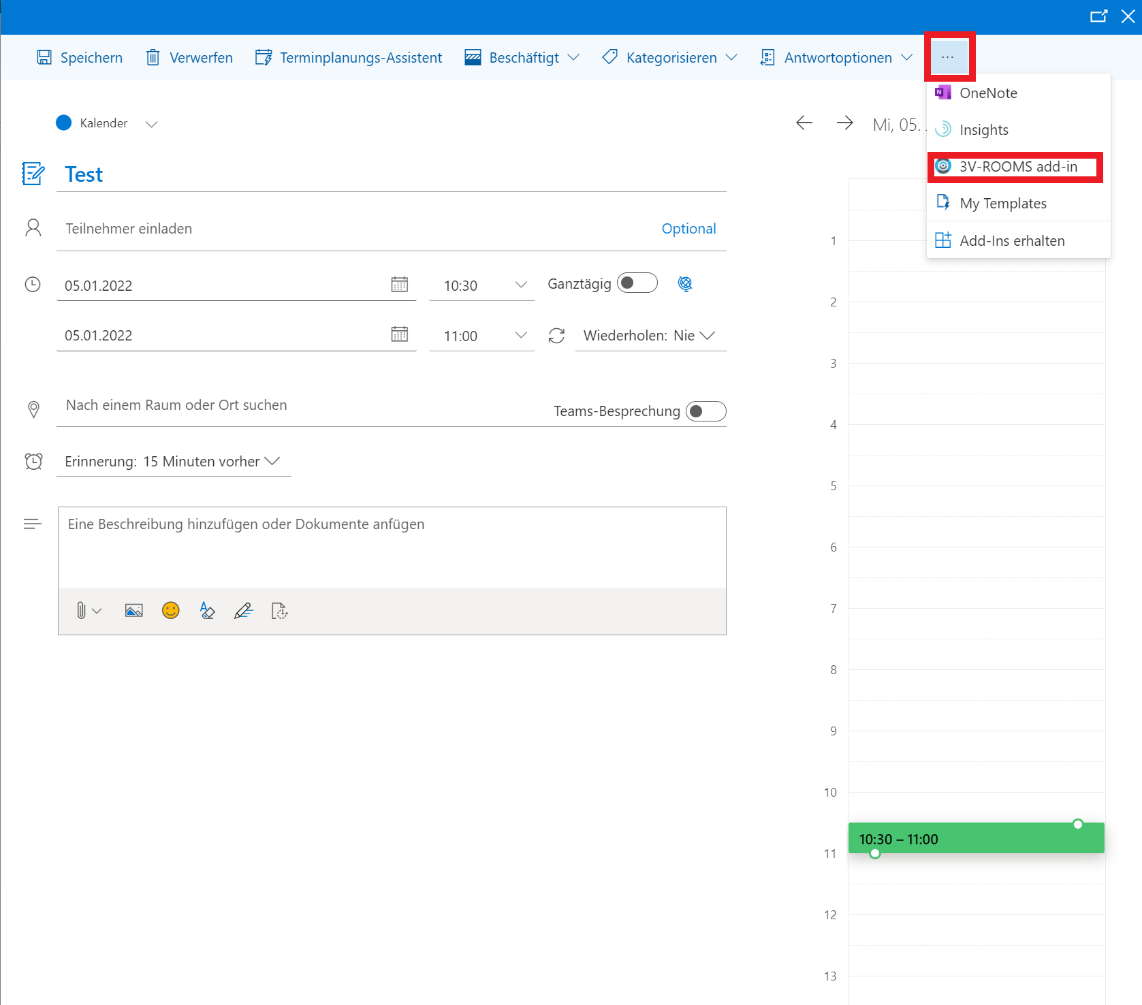 Speichern Verwerfen Terminplanungs-Assistent Beschäftigt Kategorisieren Antwortoptionen ...
OneNote
Insights
3V-ROOMS add-in
My Templates
Add-Ins erhalten
Kalender
Mi, 05.
Test
Teilnehmer einladen Optional
05.01.2022 10:30 Ganztägig
05.01.2022 11:00 Wiederholen: Nie
Nach einem Raum oder Ort suchen Teams-Besprechung
Erinnerung: 15 Minuten vorher
Eine Beschreibung hinzufügen oder Dokumente anfügen
1
2
3
4
5
6
7
8
9
10
10:30 – 11:00
11
12
13